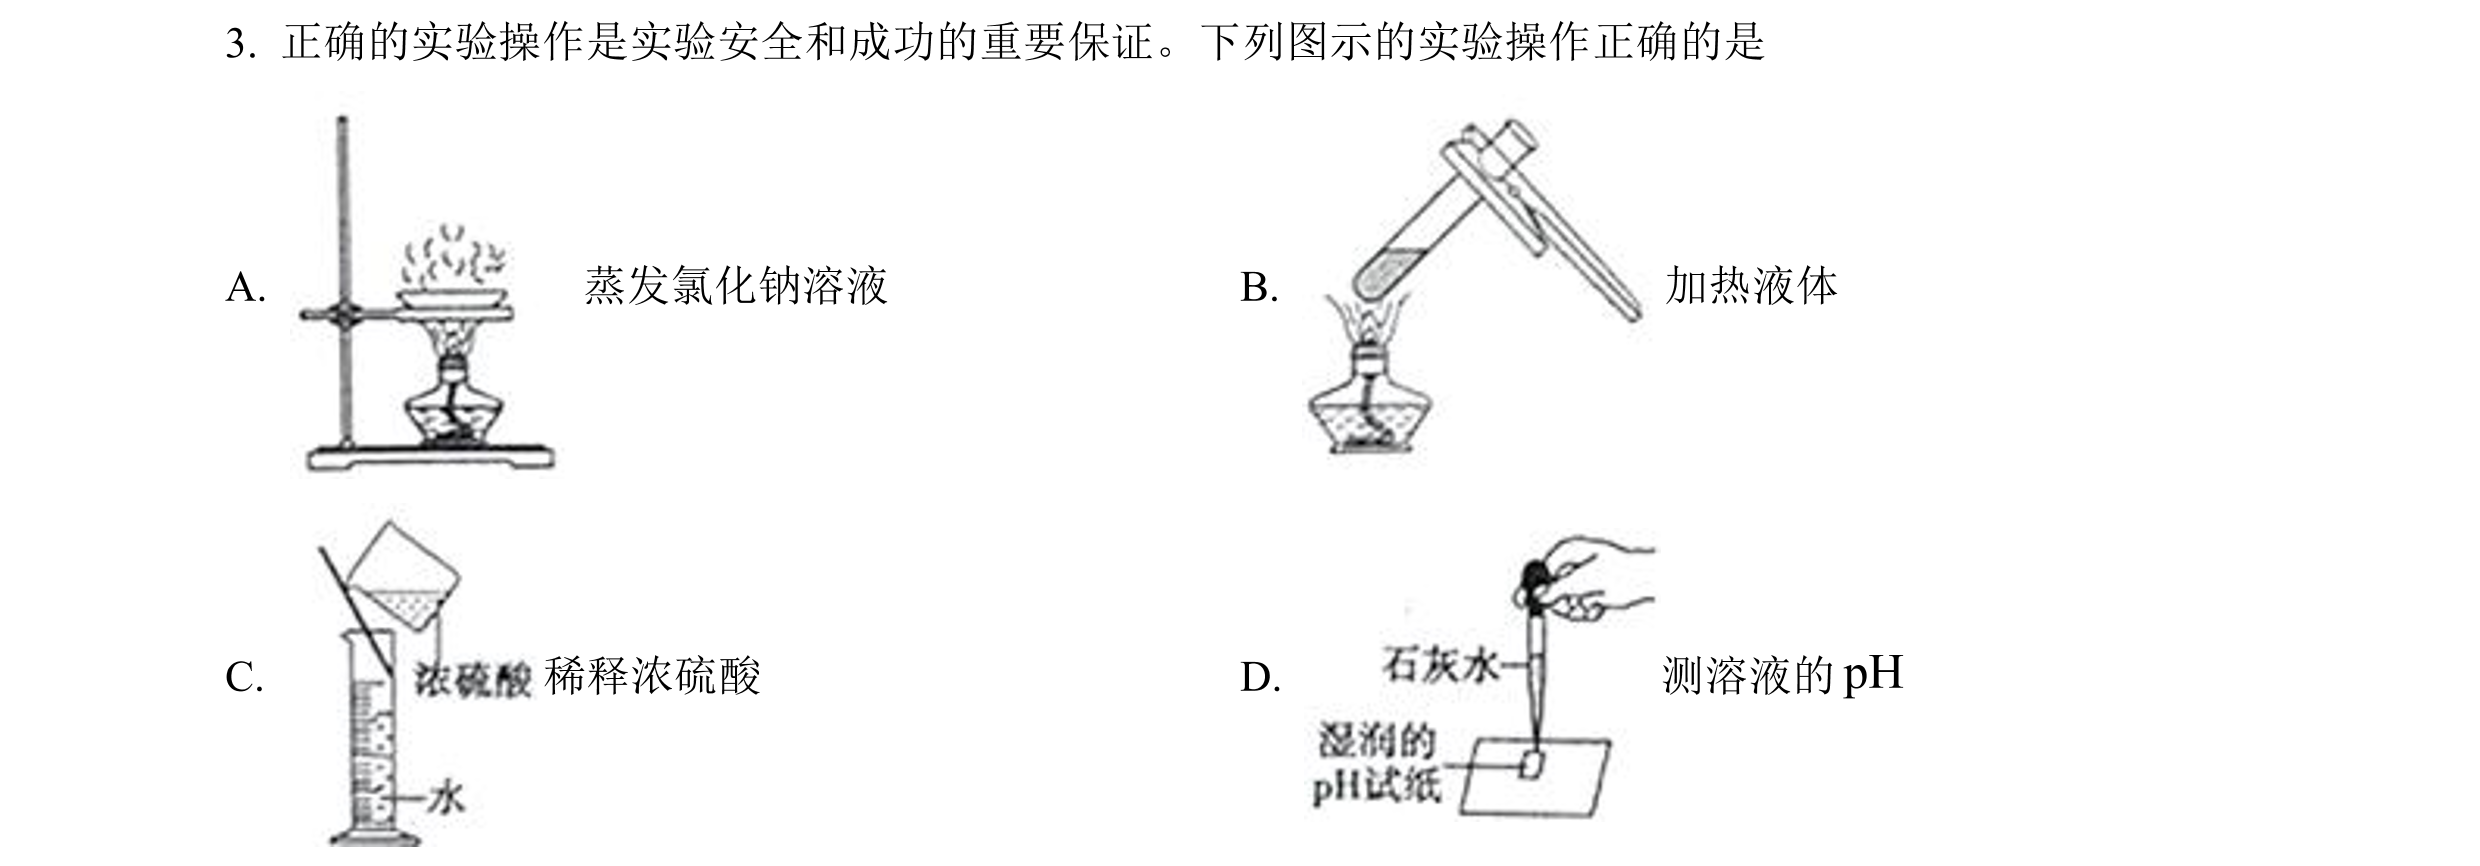 3. 正确的实验操作是实验安全和成功的重要保证。下列图示的实验操作正确的是
A. 蒸发氯化钠溶液
B. 加热液体
C. 浓硫酸 稀释浓硫酸
水
D. 石灰水 测溶液的pH
湿润的
pH试纸